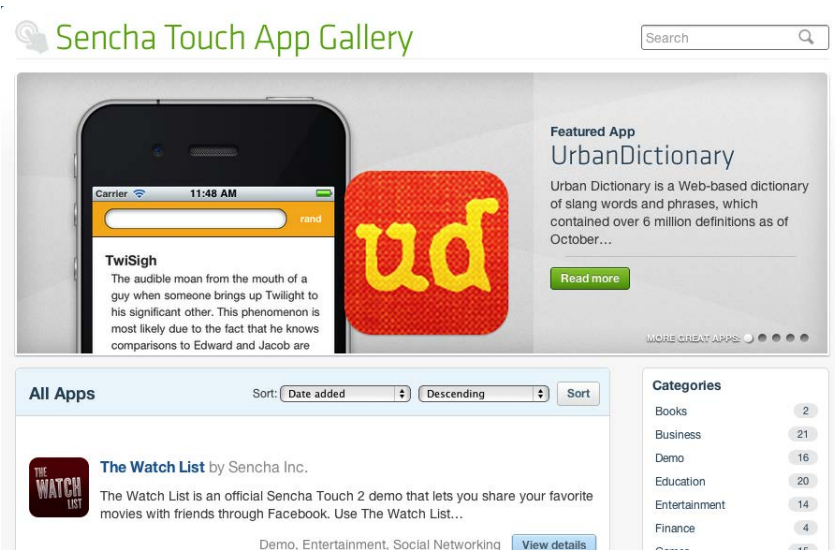 Sencha Touch App Gallery
Search
Carrier 11:48 AM
rand
TwiSigh
The audible moan from the mouth of a
guy when someone brings up Twilight to
his significant other. This phenomenon is
most likely due to the fact that he knows
comparisons to Edward and Jacob are
ud
Featured App
UrbanDictionary
Urban Dictionary is a Web-based dictionary
of slang words and phrases, which
contained over 6 million definitions as of
October...
Read more
MORE GREAT APPS:
All Apps
Sort: Date added Descending Sort
THE
WATCH
LIST
The Watch List by Sencha Inc.
The Watch List is an official Sencha Touch 2 demo that lets you share your favorite
movies with friends through Facebook. Use The Watch List...
Demo, Entertainment, Social Networking View details
Categories
Books 2
Business 21
Demo 16
Education 20
Entertainment 14
Finance 4
Games 15